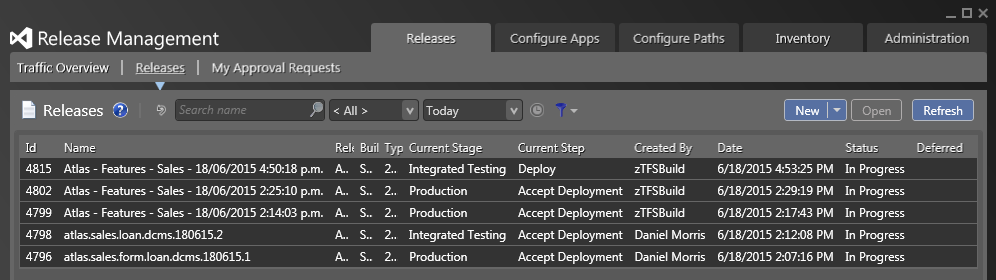 Release Management
Releases Configure Apps Configure Paths Inventory Administration
Traffic Overview | Releases | My Approval Requests
Releases ? Search name < All > Today New Open Refresh
Id Name Rele Buil Typ Current Stage Current Step Created By Date Status Deferred
4815 Atlas - Features - Sales - 18/06/2015 4:50:18 p.m. A.. S.. 2.. Integrated Testing Deploy zTFSBuild 6/18/2015 4:53:25 PM In Progress
4802 Atlas - Features - Sales - 18/06/2015 2:25:10 p.m. A.. S.. 2.. Production Accept Deployment zTFSBuild 6/18/2015 2:29:19 PM In Progress
4799 Atlas - Features - Sales - 18/06/2015 2:14:03 p.m. A.. S.. 2.. Production Accept Deployment zTFSBuild 6/18/2015 2:17:43 PM In Progress
4798 atlas.sales.loan.dcms.180615.2 A.. S.. 2.. Integrated Testing Accept Deployment Daniel Morris 6/18/2015 2:12:08 PM In Progress
4796 atlas.sales.form.loan.dcms.180615.1 A.. S.. 2.. Production Accept Deployment Daniel Morris 6/18/2015 2:07:16 PM In Progress